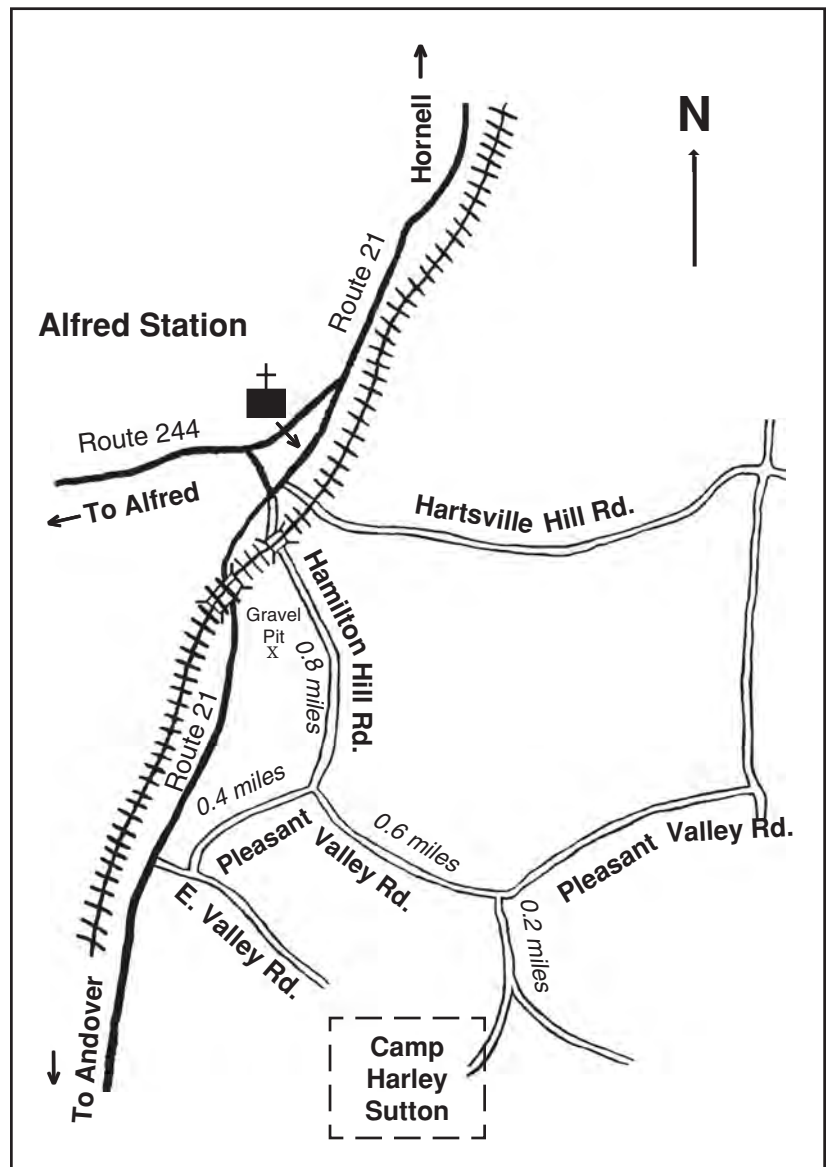 Hornell
N
Route 21
Alfred Station
Route 244
To Alfred
Hartsville Hill Rd.
Hamilton Hill Rd.
Gravel
Pit
X
0.8 miles
Route 21
0.4 miles
Pleasant Valley Rd.
0.6 miles
Pleasant Valley Rd.
E. Valley Rd.
0.2 miles
To Andover
Camp
Harley
Sutton